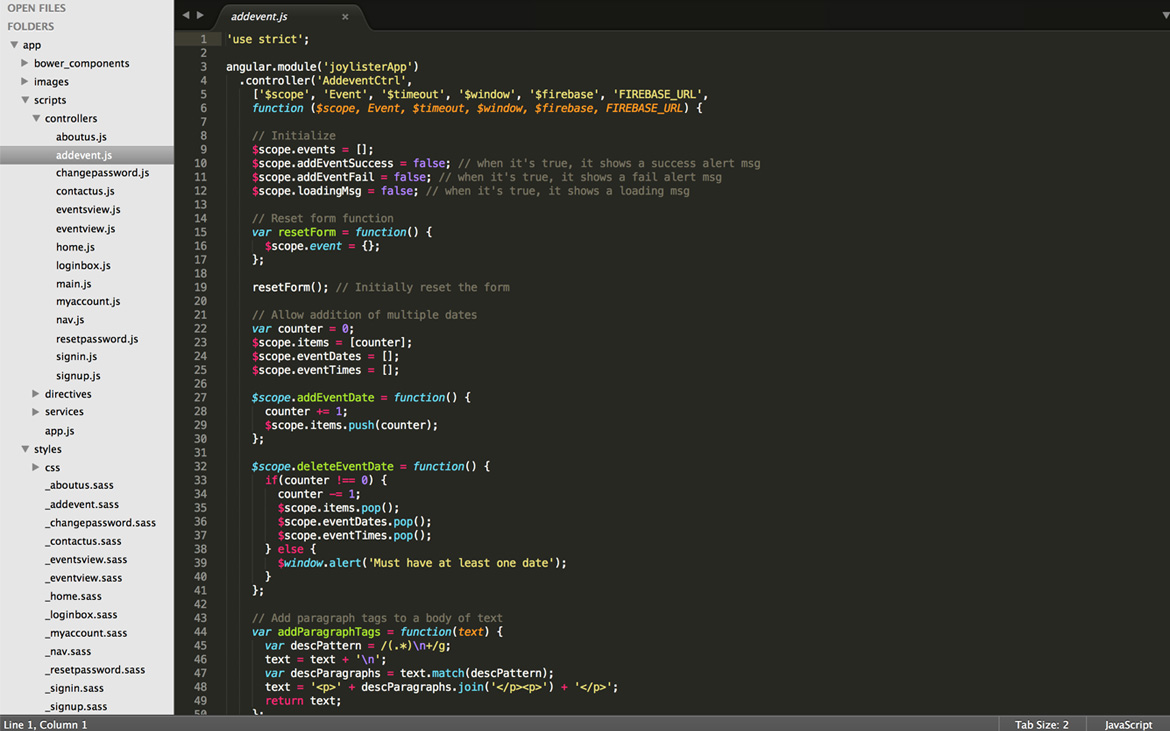 OPEN FILES
FOLDERS
app
bower_components
images
scripts
controllers
aboutus.js
addevent.js
changepassword.js
contactus.js
eventsview.js
eventview.js
home.js
loginbox.js
main.js
myaccount.js
nav.js
resetpassword.js
signin.js
signup.js
directives
services
app.js
styles
css
_aboutus.sass
_addevent.sass
_changepassword.sass
_contactus.sass
_eventsview.sass
_eventview.sass
_home.sass
_loginbox.sass
_myaccount.sass
_nav.sass
_resetpassword.sass
_signin.sass
_signup.sass
addevent.js
1 'use strict';
2
3 angular.module('joylisterApp')
4 .controller('AddeventCtrl',
5 ['$scope', 'Event', '$timeout', '$window', '$firebase', 'FIREBASE_URL',
6 function ($scope, Event, $timeout, $window, $firebase, FIREBASE_URL) {
7
8 // Initialize
9 $scope.events = [];
10 $scope.addEventSuccess = false; // when it's true, it shows a success alert msg
11 $scope.addEventFail = false; // when it's true, it shows a fail alert msg
12 $scope.loadingMsg = false; // when it's true, it shows a loading msg
13
14 // Reset form function
15 var resetForm = function() {
16 $scope.event = {};
17 };
18
19 resetForm(); // Initially reset the form
20
21 // Allow addition of multiple dates
22 var counter = 0;
23 $scope.items = [counter];
24 $scope.eventDates = [];
25 $scope.eventTimes = [];
26
27 $scope.addEventDate = function() {
28 counter += 1;
29 $scope.items.push(counter);
30 };
31
32 $scope.deleteEventDate = function() {
33 if(counter !== 0) {
34 counter -= 1;
35 $scope.items.pop();
36 $scope.eventDates.pop();
37 $scope.eventTimes.pop();
38 } else {
39 $window.alert('Must have at least one date');
40 }
41 };
42
43 // Add paragraph tags to a body of text
44 var addParagraphTags = function(text) {
45 var descPattern = /(.*)\n+/g;
46 text = text + '\n';
47 var descParagraphs = text.match(descPattern);
48 text = '<p>' + descParagraphs.join('</p><p>') + '</p>';
49 return text;
50 };
Line 1, Column 1
Tab Size: 2
JavaScript